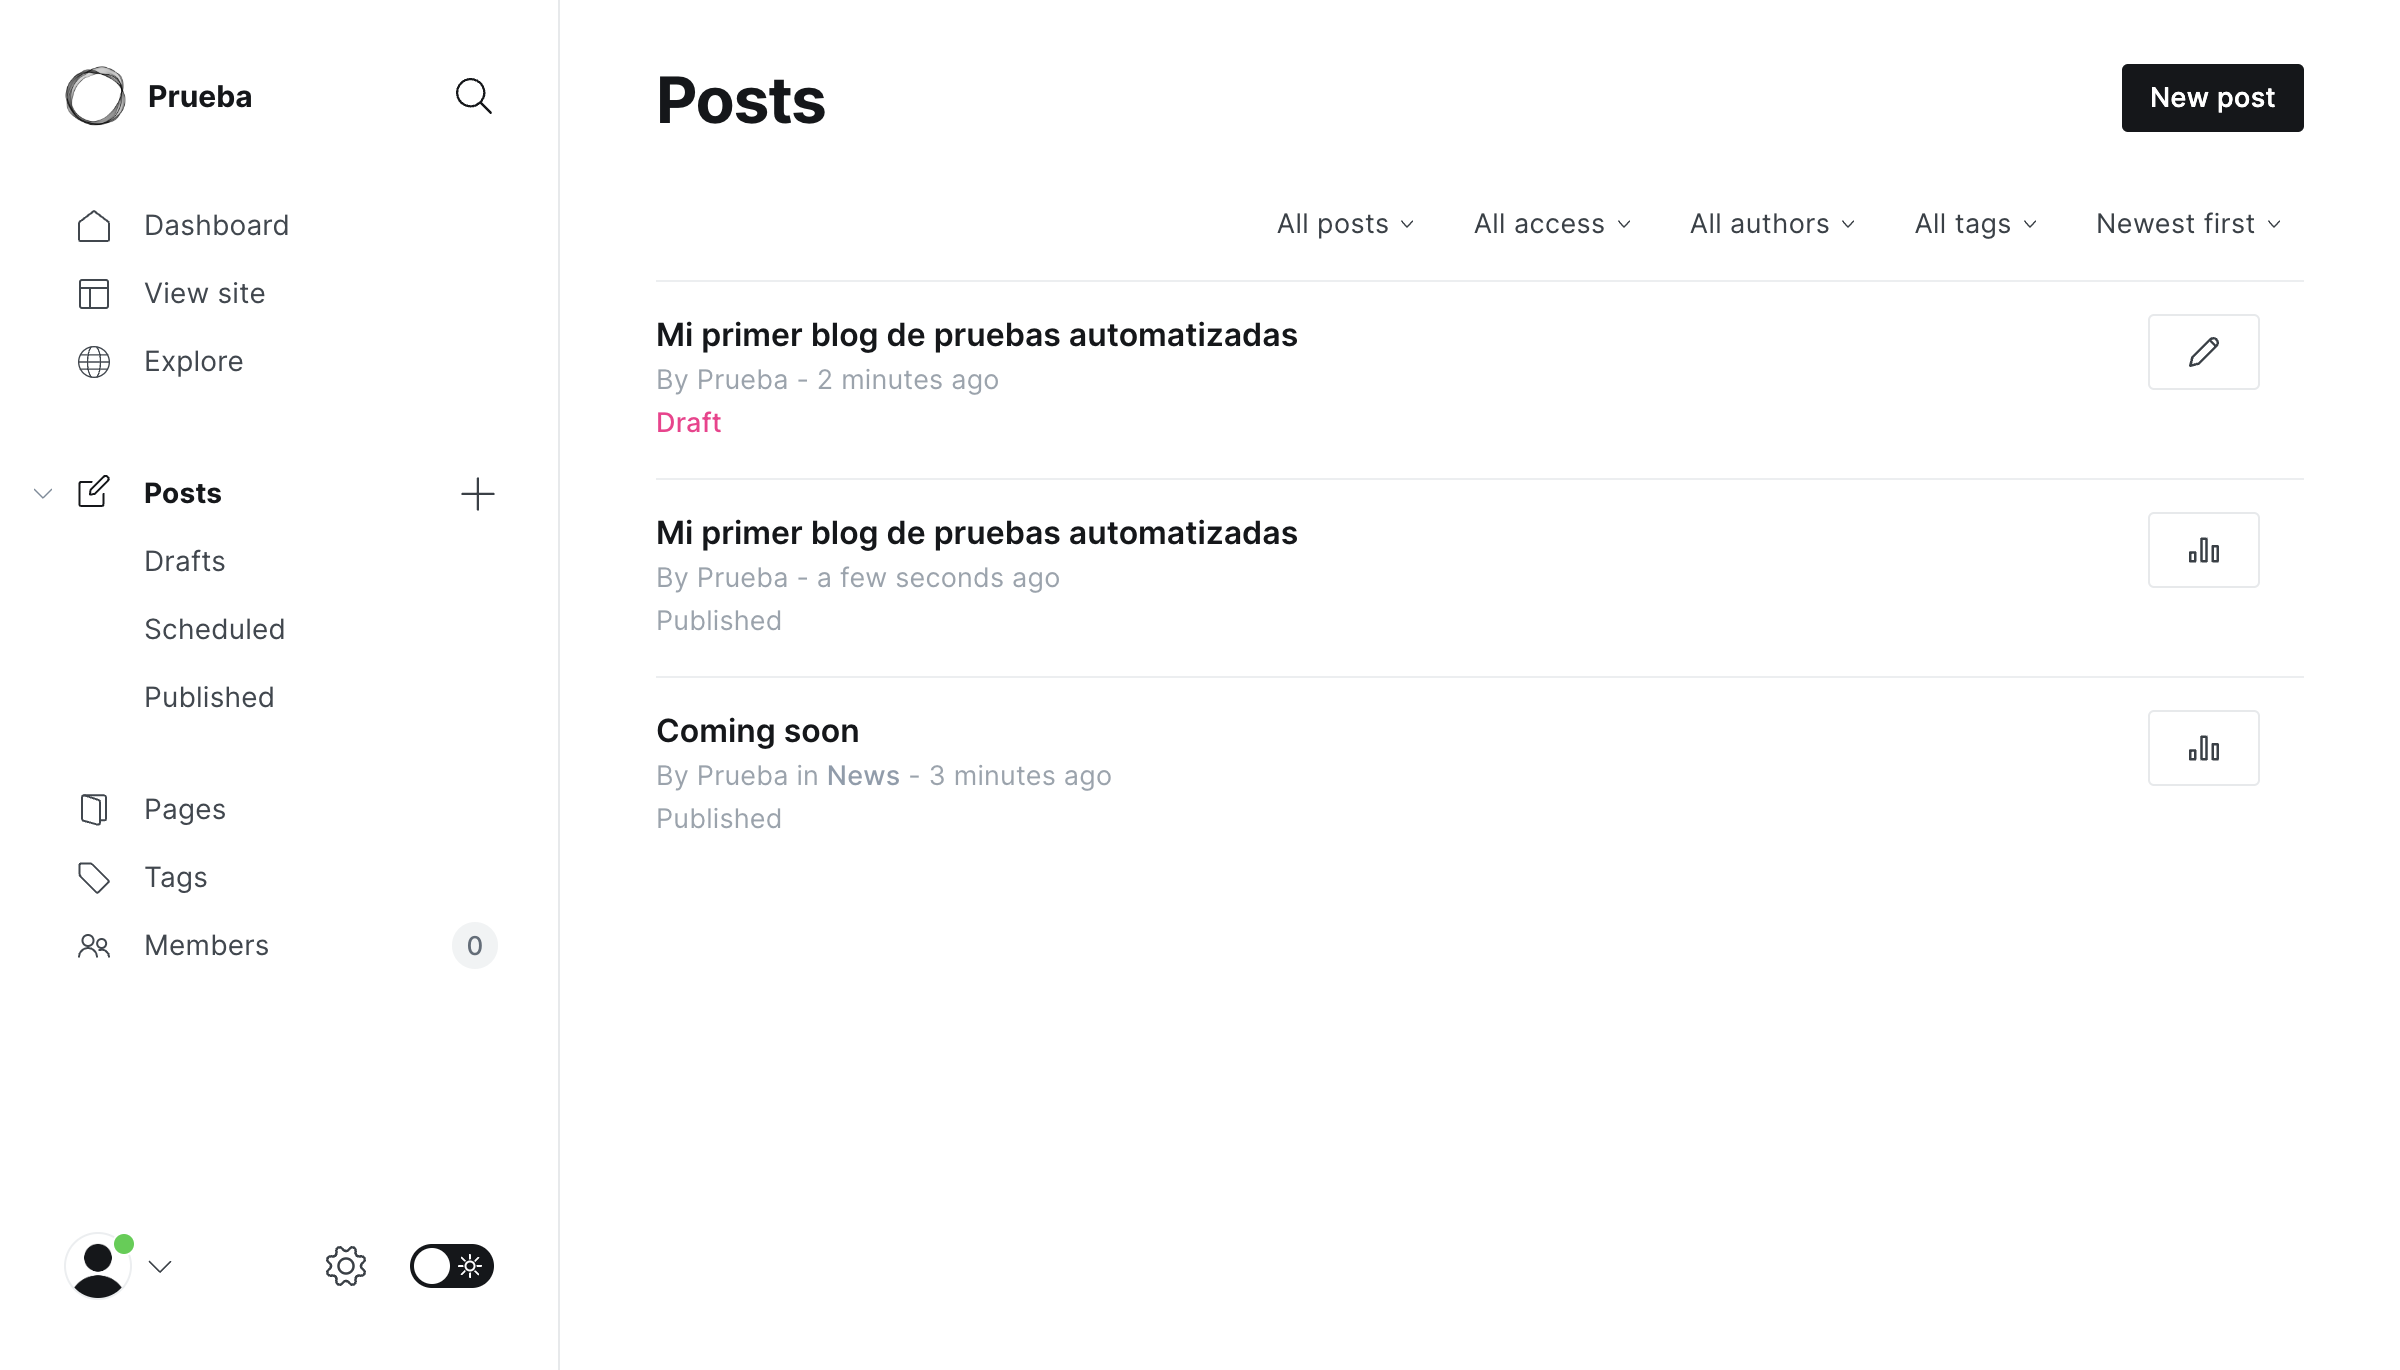 Prueba
Dashboard
View site
Explore
Posts
Drafts
Scheduled
Published
Pages
Tags
Members 0
Posts
New post
All posts All access All authors All tags Newest first
Mi primer blog de pruebas automatizadas
By Prueba - 2 minutes ago
Draft
Mi primer blog de pruebas automatizadas
By Prueba - a few seconds ago
Published
Coming soon
By Prueba in News - 3 minutes ago
Published